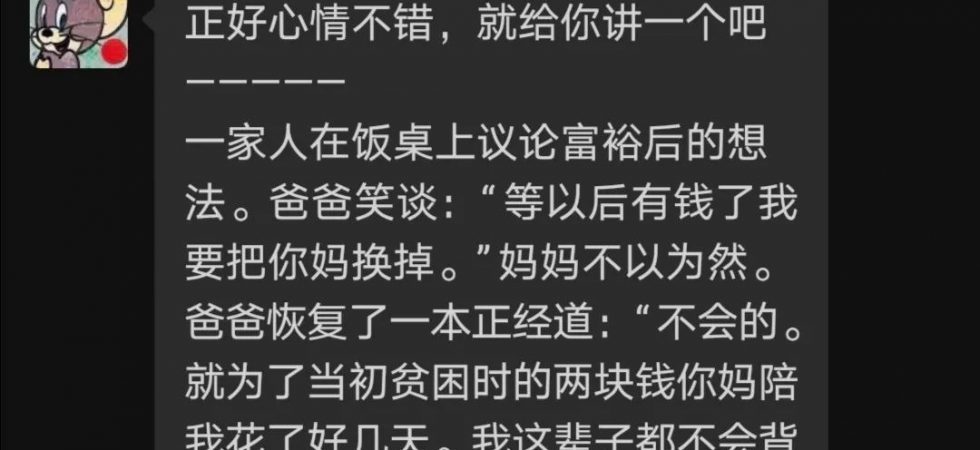 正好心情不错，就给你讲一个吧
—————
一家人在饭桌上议论富裕后的想
法。爸爸笑谈：“等以后有钱了我
要把你妈换掉。”妈妈不以为然。
爸爸恢复了一本正经道：“不会的。
就为了当初贫困时的两块钱你妈陪
我花了好几天。我这辈子都不会背